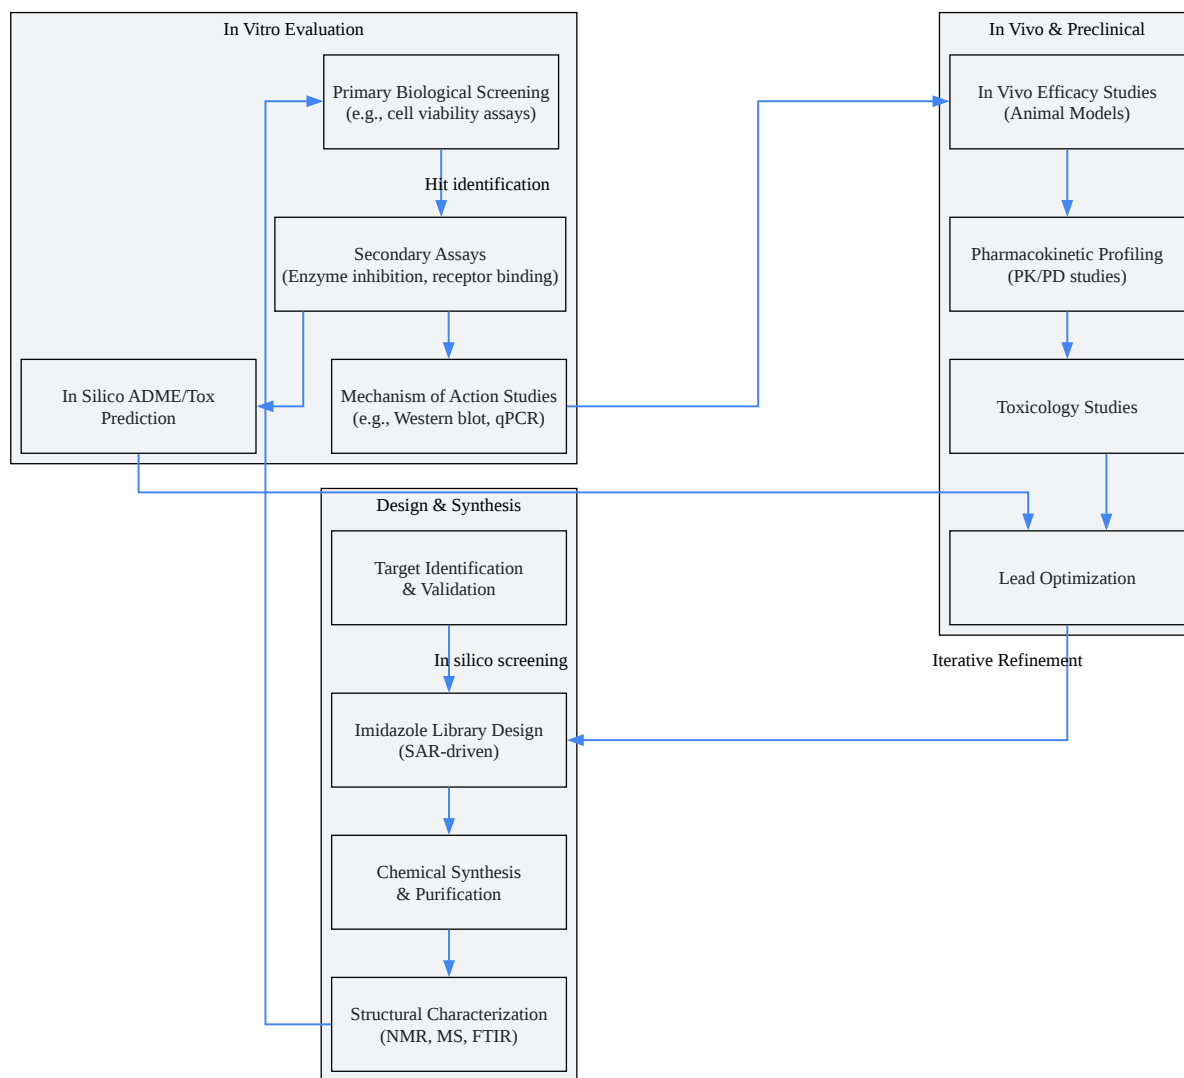 In Vitro Evaluation
Primary Biological Screening
(e.g., cell viability assays)
Hit identification
Secondary Assays
(Enzyme inhibition, receptor binding)
In Silico ADME/Tox
Prediction
Mechanism of Action Studies
(e.g., Western blot, qPCR)
In Vivo & Preclinical
In Vivo Efficacy Studies
(Animal Models)
Pharmacokinetic Profiling
(PK/PD studies)
Toxicology Studies
Lead Optimization
Iterative Refinement
Design & Synthesis
Target Identification
& Validation
In silico screening
Imidazole Library Design
(SAR-driven)
Chemical Synthesis
& Purification
Structural Characterization
(NMR, MS, FTIR)